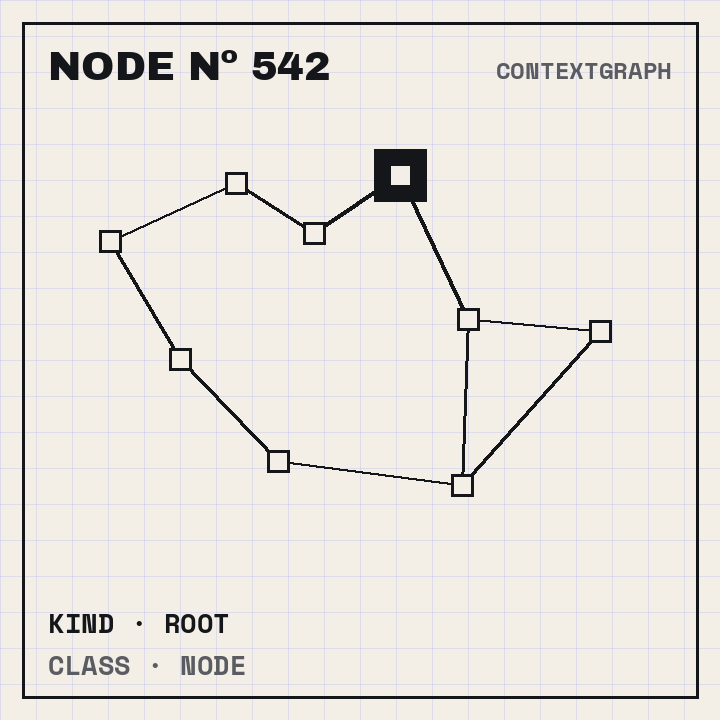 NODE Nº 542
CONTEXTGRAPH
KIND · ROOT
CLASS · NODE